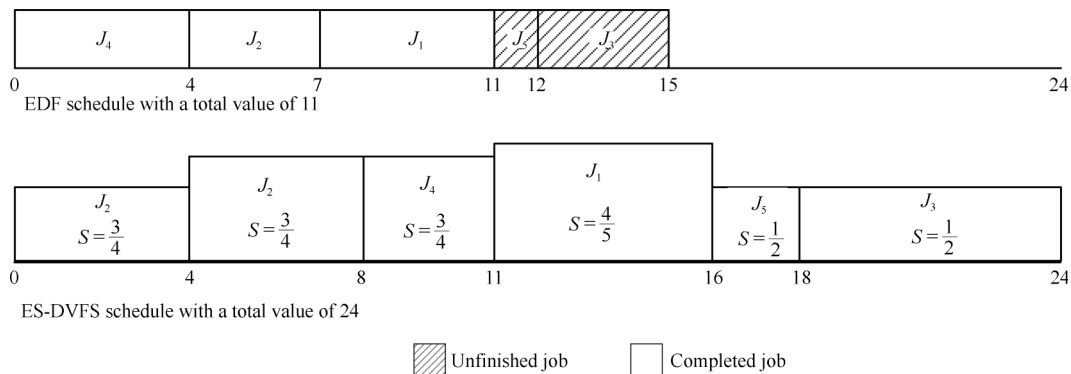 J4 J2 J1 J5 J3
0 4 7 11 12 15 24
EDF schedule with a total value of 11
J2 S=3/4 J2 S=3/4 J4 S=3/4 J1 S=4/5 J5 S=1/2 J3 S=1/2
0 4 8 11 16 18 24
ES-DVFS schedule with a total value of 24
Unfinished job Completed job